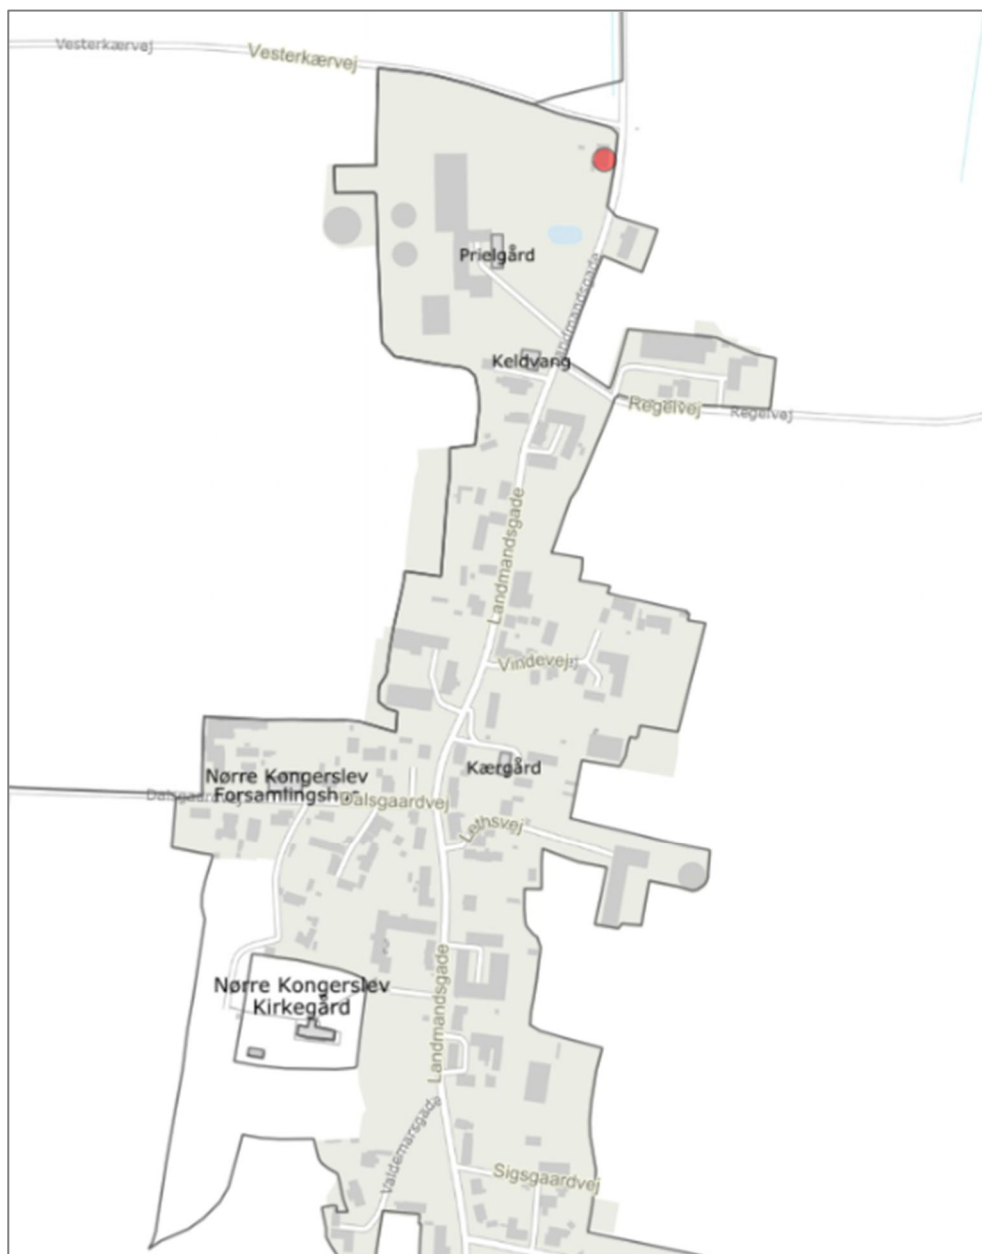 Vesterkærvej
Vesterkærvej
Prielgård
Landmandsgade
Keldvang
Regelvej
Regelvej
Landmandsgade
Vindevej
Kærgård
Nørre Kongerslev
Forsamlingshus
Dalsgaardvej
Dalsgaardvej
Lethsvej
Landmandsgade
Nørre Kongerslev
Kirkegård
Valdemarsgade
Sigsgaardvej